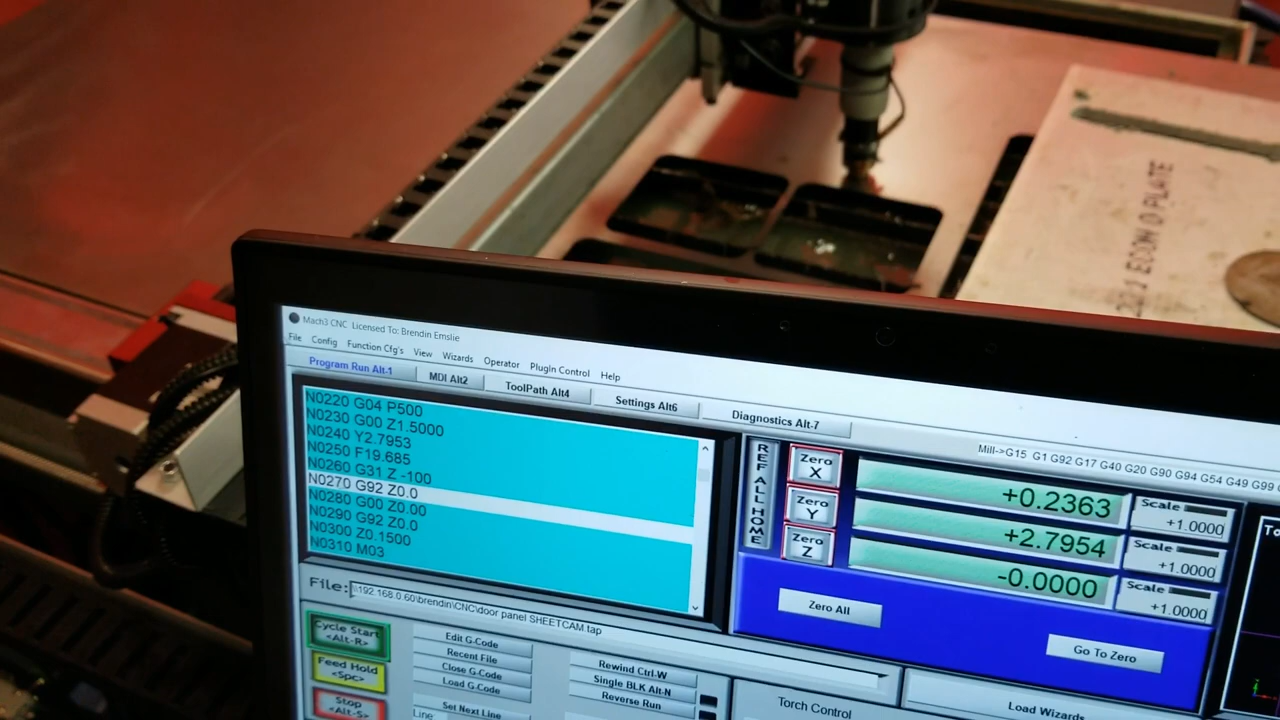 22.1 ECON 0 PLATE
Mach3 CNC Licensed To: Brendin Emslie
File Config Function Cfg's View Wizards Operator PlugIn Control Help
Program Run Alt-1 MDI Alt2 ToolPath Alt4 Settings Alt6 Diagnostics Alt-7
Mill->G15 G1 G92 G17 G40 G20 G90 G94 G54 G49 G99
N0220 G04 P500
N0230 G00 Z1.5000
N0240 Y2.7953
N0250 F19.685
N0260 G31 Z -100
N0270 G92 Z0.0
N0280 G00 Z0.00
N0290 G92 Z0.0
N0300 Z0.1500
N0310 M03
REF ALL HOME
Zero X +0.2363 Scale +1.0000
Zero Y +2.7954 Scale +1.0000
Zero Z -0.0000 Scale +1.0000
Zero All
Go To Zero
File: \\192.168.0.60\brendin\CNC\door panel SHEETCAM.tap
Cycle Start
<Alt-R>
Feed Hold
<Spc>
Stop
<Alt-S>
Edit G-Code
Recent File
Close G-Code
Load G-Code
Set Next Line
Line:
Rewind Ctrl-W
Single BLK Alt-N
Reverse Run
Torch Control
Load Wizards